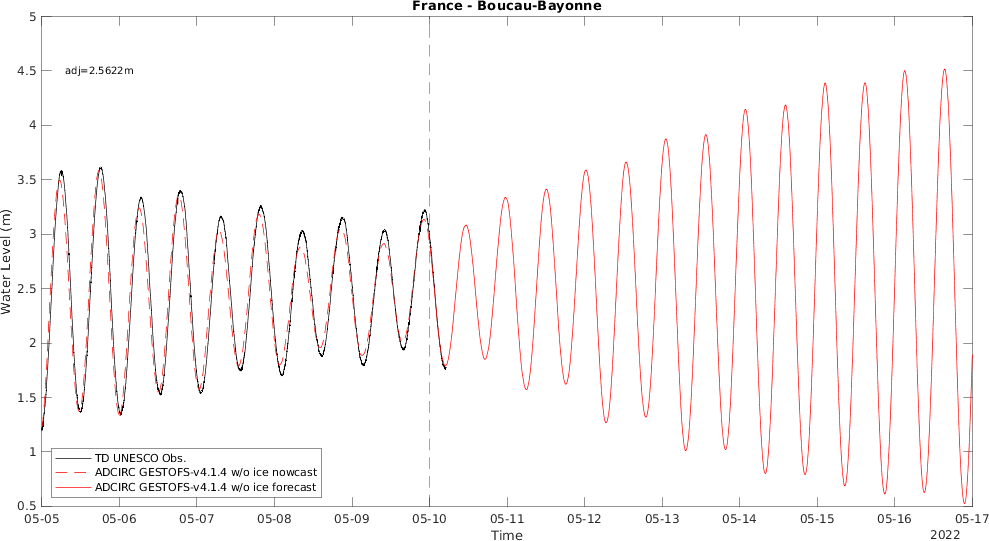 France - Boucau-Bayonne
5
4.5
4
3.5
3
2.5
2
1.5
1
0.5
Water Level (m)
adj=2.5622m
TD UNESCO Obs.
ADCIRC GESTOFS-v4.1.4 w/o ice nowcast
ADCIRC GESTOFS-v4.1.4 w/o ice forecast
05-05 05-06 05-07 05-08 05-09 05-10 05-11 05-12 05-13 05-14 05-15 05-16 05-17
Time
2022